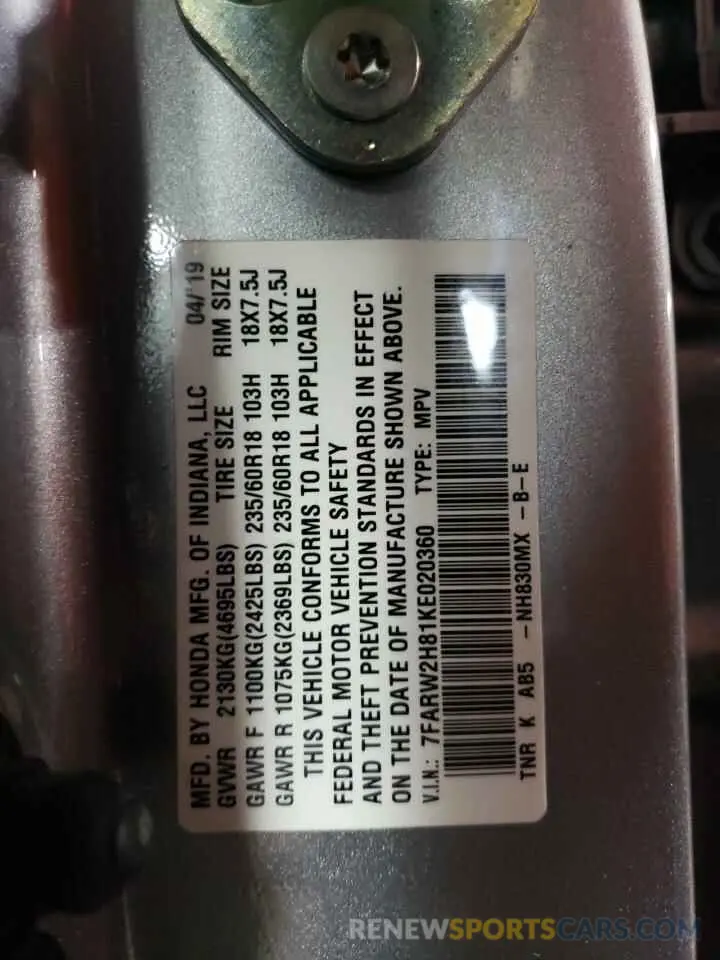 MFD. BY HONDA MFG. OF INDIANA, LLC 04/19
GVWR 2130KG(4695LBS) TIRE SIZE RIM SIZE
GAWR F 1100KG(2425LBS) 235/60R18 103H 18X7.5J
GAWR R 1075KG(2369LBS) 235/60R18 103H 18X7.5J
THIS VEHICLE CONFORMS TO ALL APPLICABLE
FEDERAL MOTOR VEHICLE SAFETY
AND THEFT PREVENTION STANDARDS IN EFFECT
ON THE DATE OF MANUFACTURE SHOWN ABOVE.
V.I.N.: 7FARW2H81KE020360 TYPE: MPV
TNR K AB5 -NH830MX -B-E
RENEWSPORTSCARS.COM